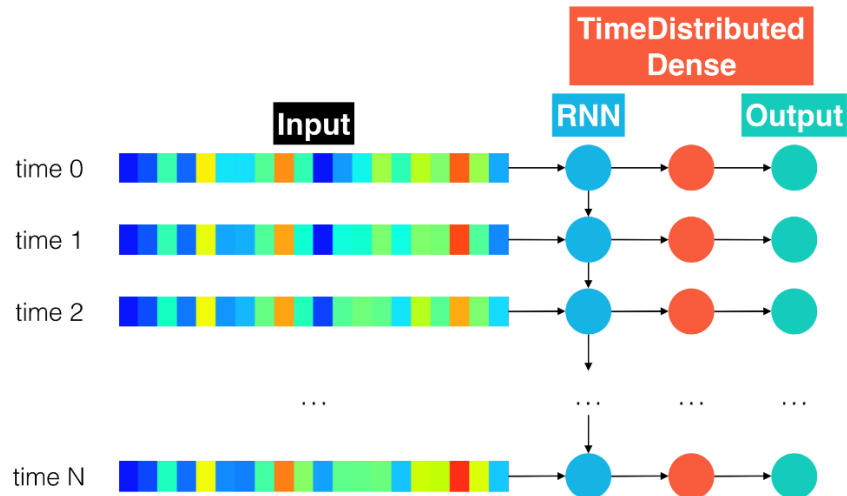 TimeDistributed
Dense
Input
RNN
Output
time 0
time 1
time 2
... ... ... ...
time N